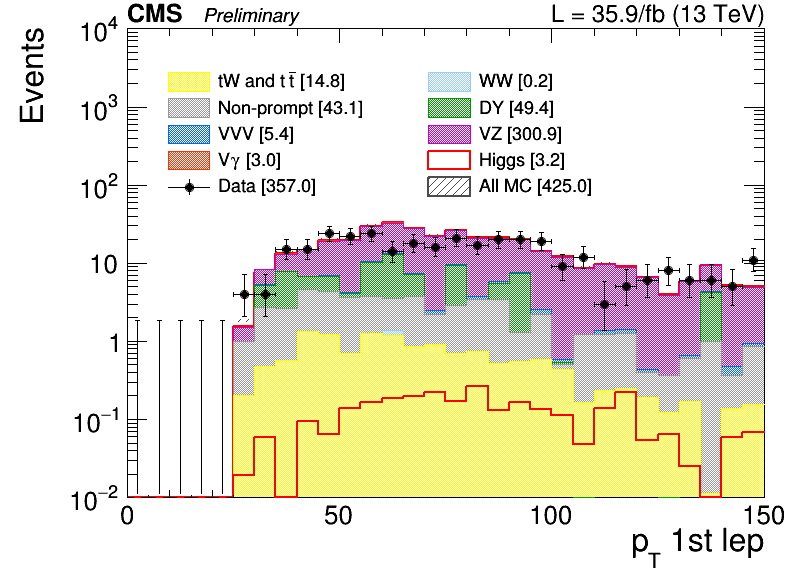 CMS Preliminary L = 35.9/fb (13 TeV)
Events
10⁴
10³
10²
10
1
10⁻¹
10⁻²
tW and t t̄ [14.8] WW [0.2]
Non-prompt [43.1] DY [49.4]
VVV [5.4] VZ [300.9]
Vγ [3.0] Higgs [3.2]
Data [357.0] All MC [425.0]
0 50 100 150
p_T 1st lep